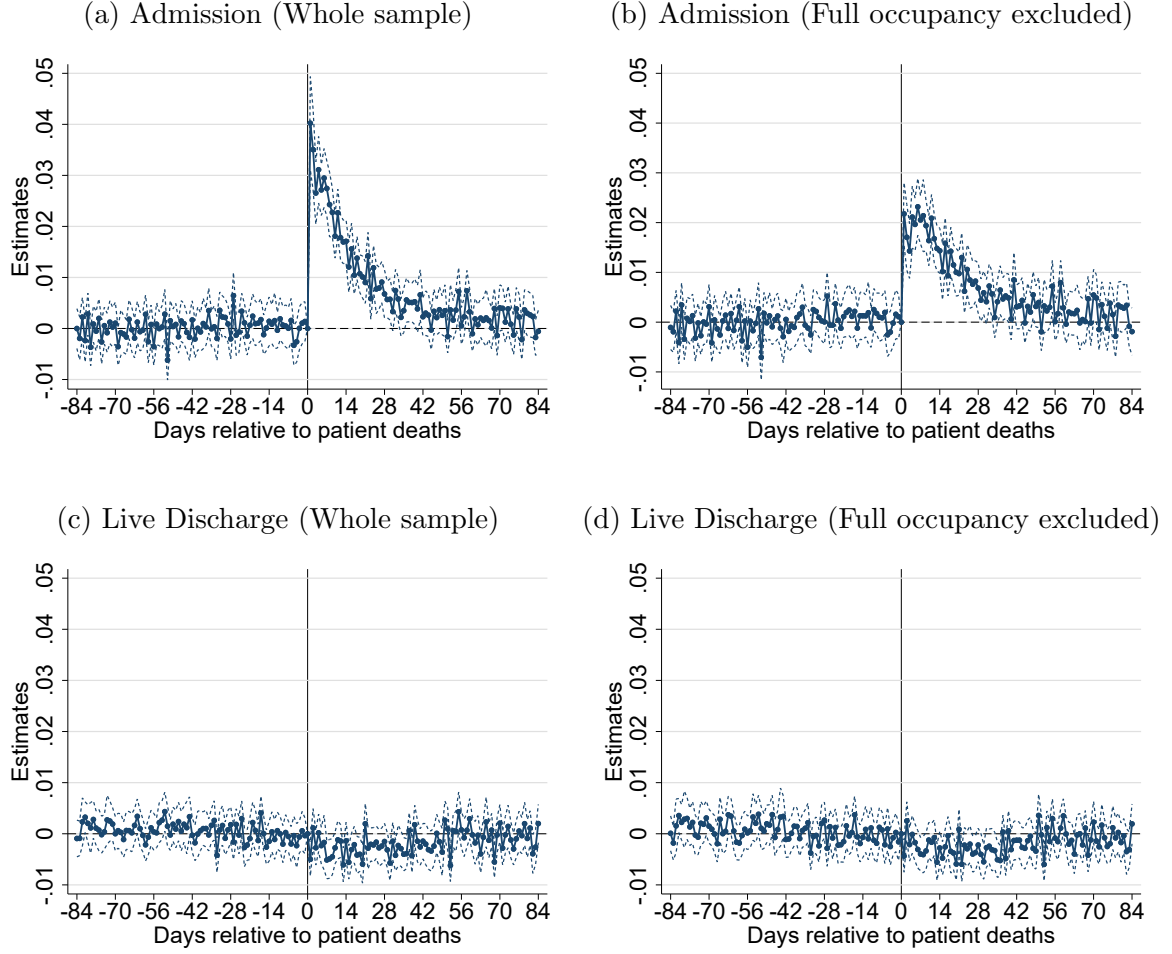 (a) Admission (Whole sample)
.05
.04
.03
.02
.01
0
-.01
Estimates
-84 -70 -56 -42 -28 -14 0 14 28 42 56 70 84
Days relative to patient deaths
(b) Admission (Full occupancy excluded)
.05
.04
.03
.02
.01
0
-.01
Estimates
-84 -70 -56 -42 -28 -14 0 14 28 42 56 70 84
Days relative to patient deaths
(c) Live Discharge (Whole sample)
.05
.04
.03
.02
.01
0
-.01
Estimates
-84 -70 -56 -42 -28 -14 0 14 28 42 56 70 84
Days relative to patient deaths
(d) Live Discharge (Full occupancy excluded)
.05
.04
.03
.02
.01
0
-.01
Estimates
-84 -70 -56 -42 -28 -14 0 14 28 42 56 70 84
Days relative to patient deaths